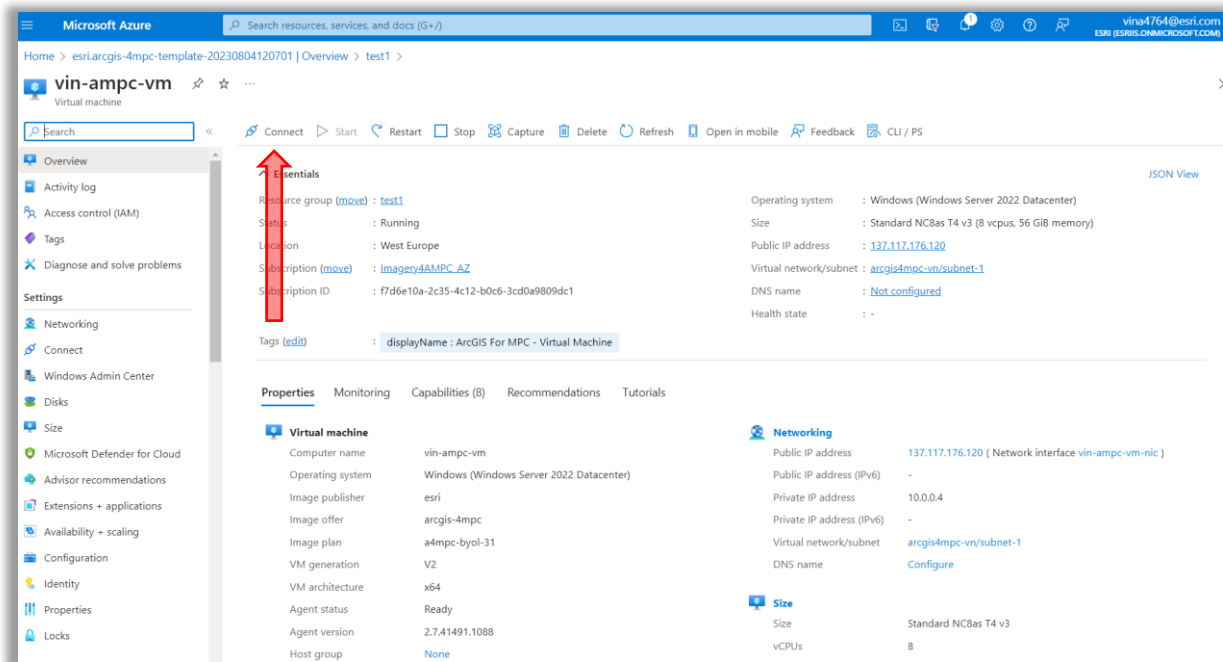 Microsoft Azure
Search resources, services, and docs (G+/)
1
vina4764@esri.com
ESRI (ESRIIS.ONMICROSOFT.COM)
Home > esri.arcgis-4mpc-template-20230804120701 | Overview > test1 >
vin-ampc-vm
Virtual machine
Search
Connect Start Restart Stop Capture Delete Refresh Open in mobile Feedback CLI / PS
Overview
Activity log
Access control (IAM)
Tags
Diagnose and solve problems
Settings
Networking
Connect
Windows Admin Center
Disks
Size
Microsoft Defender for Cloud
Advisor recommendations
Extensions + applications
Availability + scaling
Configuration
Identity
Properties
Locks
Essentials
JSON View
Resource group (move) : test1
Status : Running
Location : West Europe
Subscription (move) : Imagery4AMPC_AZ
Subscription ID : f7d6e10a-2c35-4c12-b0c6-3cd0a9809dc1
Operating system : Windows (Windows Server 2022 Datacenter)
Size : Standard NC8as T4 v3 (8 vcpus, 56 GiB memory)
Public IP address : 137.117.176.120
Virtual network/subnet : arcgis4mpc-vn/subnet-1
DNS name : Not configured
Health state : -
Tags (edit) : displayName : ArcGIS For MPC - Virtual Machine
Properties Monitoring Capabilities (8) Recommendations Tutorials
Virtual machine
Computer name vin-ampc-vm
Operating system Windows (Windows Server 2022 Datacenter)
Image publisher esri
Image offer arcgis-4mpc
Image plan a4mpc-byol-31
VM generation V2
VM architecture x64
Agent status Ready
Agent version 2.7.41491.1088
Host group None
Networking
Public IP address 137.117.176.120 ( Network interface vin-ampc-vm-nic )
Public IP address (IPv6) -
Private IP address 10.0.0.4
Private IP address (IPv6) -
Virtual network/subnet arcgis4mpc-vn/subnet-1
DNS name Configure
Size
Size Standard NC8as T4 v3
vCPUs 8